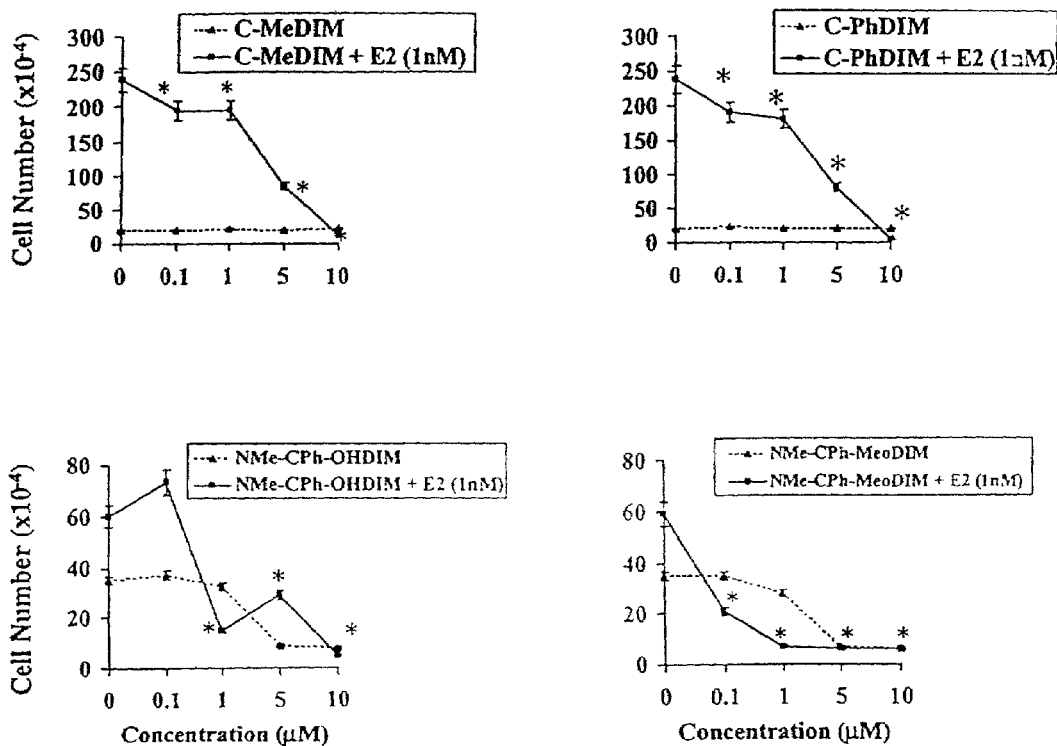 C-MeDIM
C-MeDIM + E2 (1nM)
Cell Number (x10-4)
300
250
200
150
100
50
0
* * * *
0 0.1 1 5 10
C-PhDIM
C-PhDIM + E2 (1nM)
300
250
200
150
100
50
0
* * * *
0 0.1 1 5 10
NMe-CPh-OHDIM
NMe-CPh-OHDIM + E2 (1nM)
Cell Number (x10-4)
80
60
40
20
0
* * *
0 0.1 1 5 10
Concentration (μM)
NMe-CPh-MeoDIM
NMe-CPh-MeoDIM + E2 (1nM)
80
60
40
20
0
* * * *
0 0.1 1 5 10
Concentration (μM)